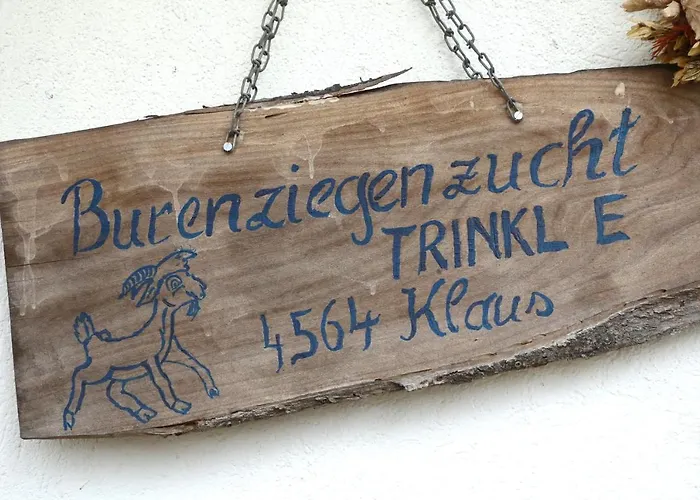 Burenziegenzucht
TRINKL E
4564 Klaus